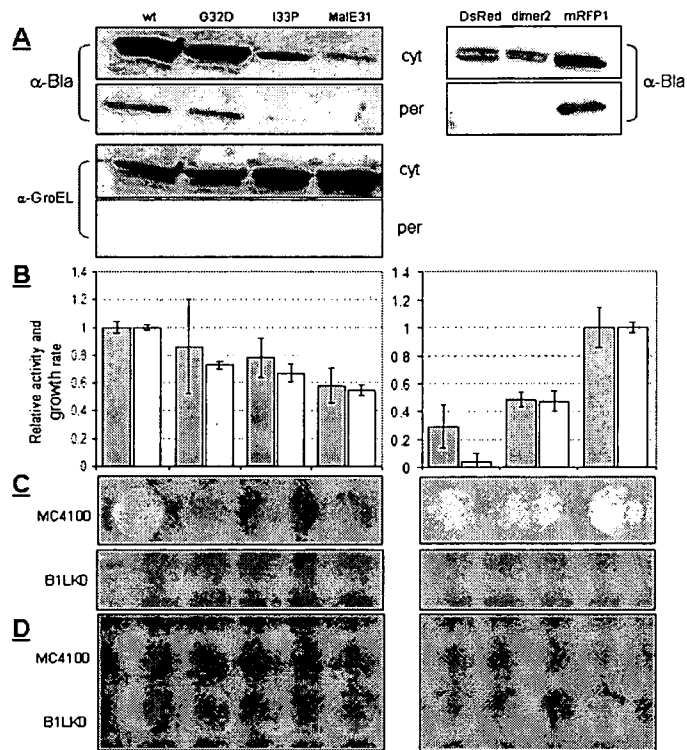 wt G32D I33P MalE31 DsRed dimer2 mRFP1
A
α-Bla
cyt
per
α-Bla
α-GroEL
cyt
per
B
Relative activity and growth rate
1.4
1.2
1
0.8
0.6
0.4
0.2
0
1.4
1.2
1
0.8
0.6
0.4
0.2
0
C
MC4100
B1LK0
D
MC4100
B1LK0